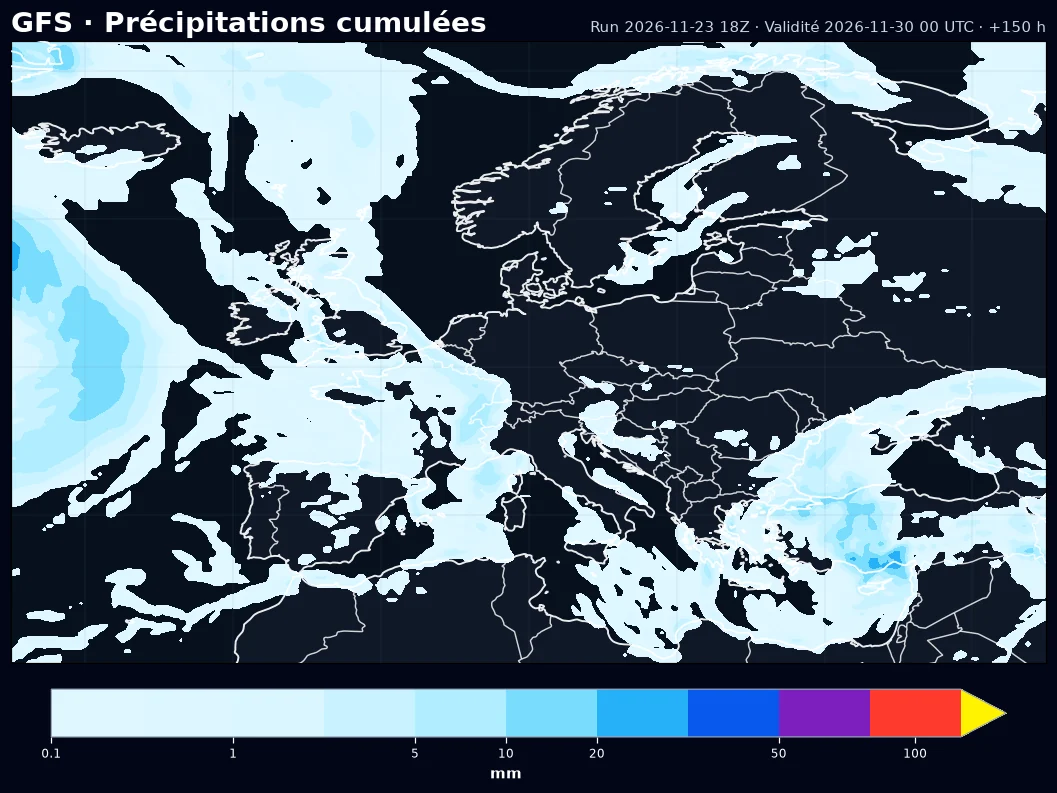 GFS · Précipitations cumulées
Run 2026-11-23 18Z · Validité 2026-11-30 00 UTC · +150 h
0.1 1 5 10 20 50 100
mm